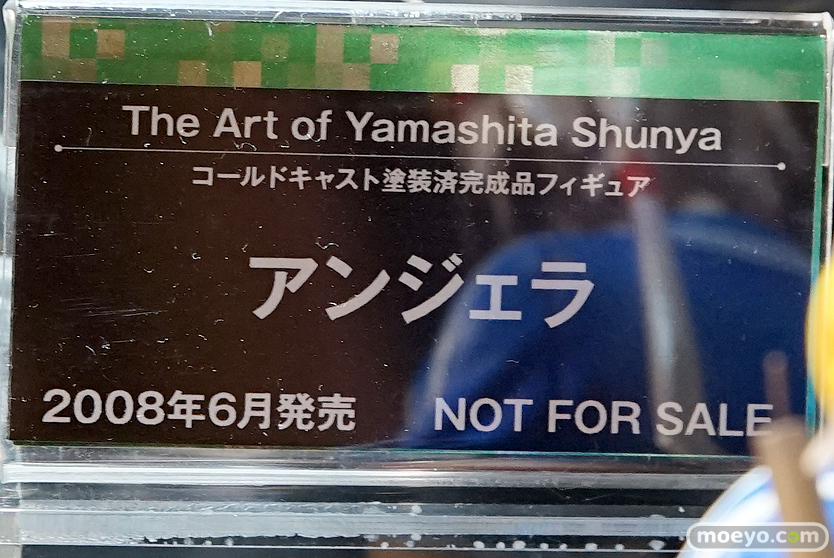 The Art of Yamashita Shunya
コールドキャスト塗装済完成品フィギュア
アンジェラ
2008年6月発売 NOT FOR SALE
moeyo.com